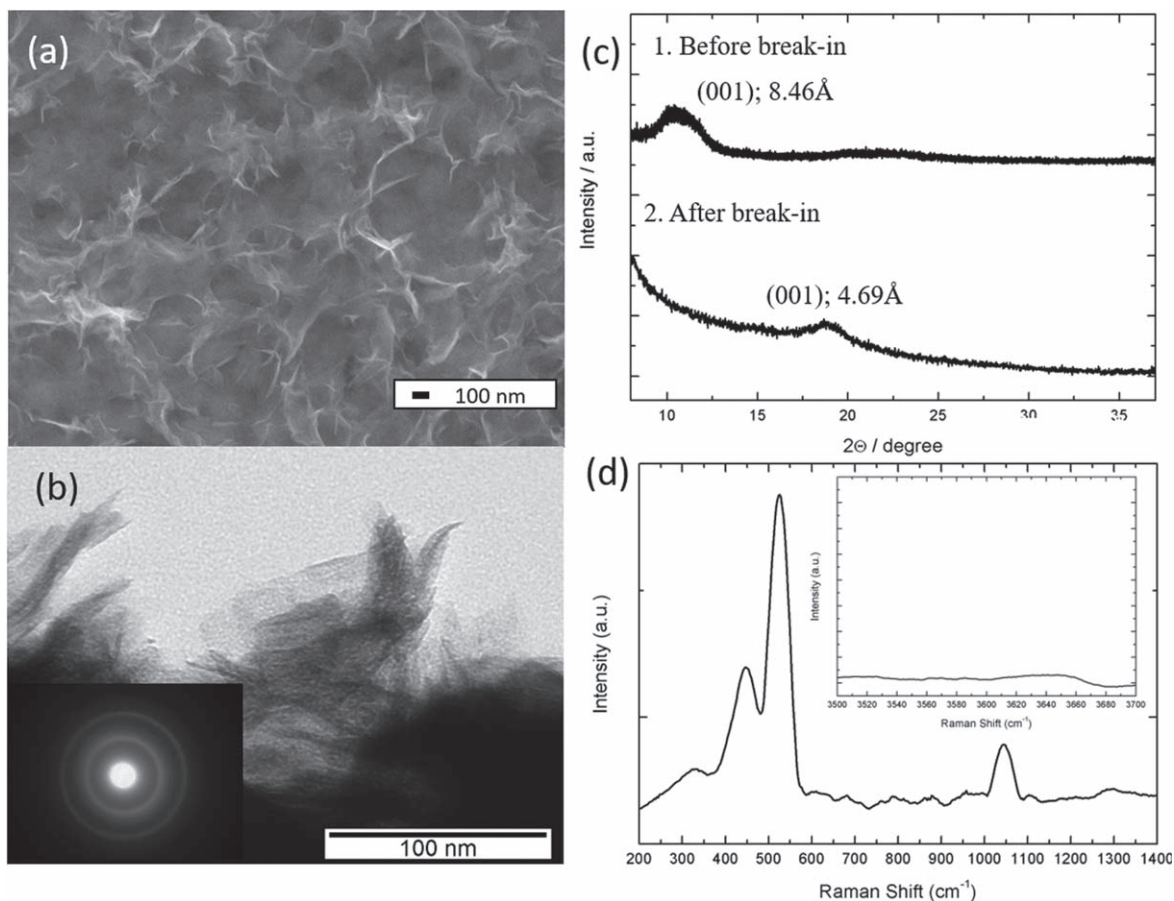 (a)
100 nm
(b)
100 nm
(c)
1. Before break-in
(001); 8.46Å
2. After break-in
(001); 4.69Å
Intensity / a.u.
10 15 20 25 30 35
2Θ / degree
(d)
Intensity (a.u.)
Intensity (a.u.)
3500 3520 3540 3560 3580 3600 3620 3640 3660 3680 3700
Raman Shift (cm⁻¹)
200 300 400 500 600 700 800 900 1000 1100 1200 1300 1400
Raman Shift (cm⁻¹)